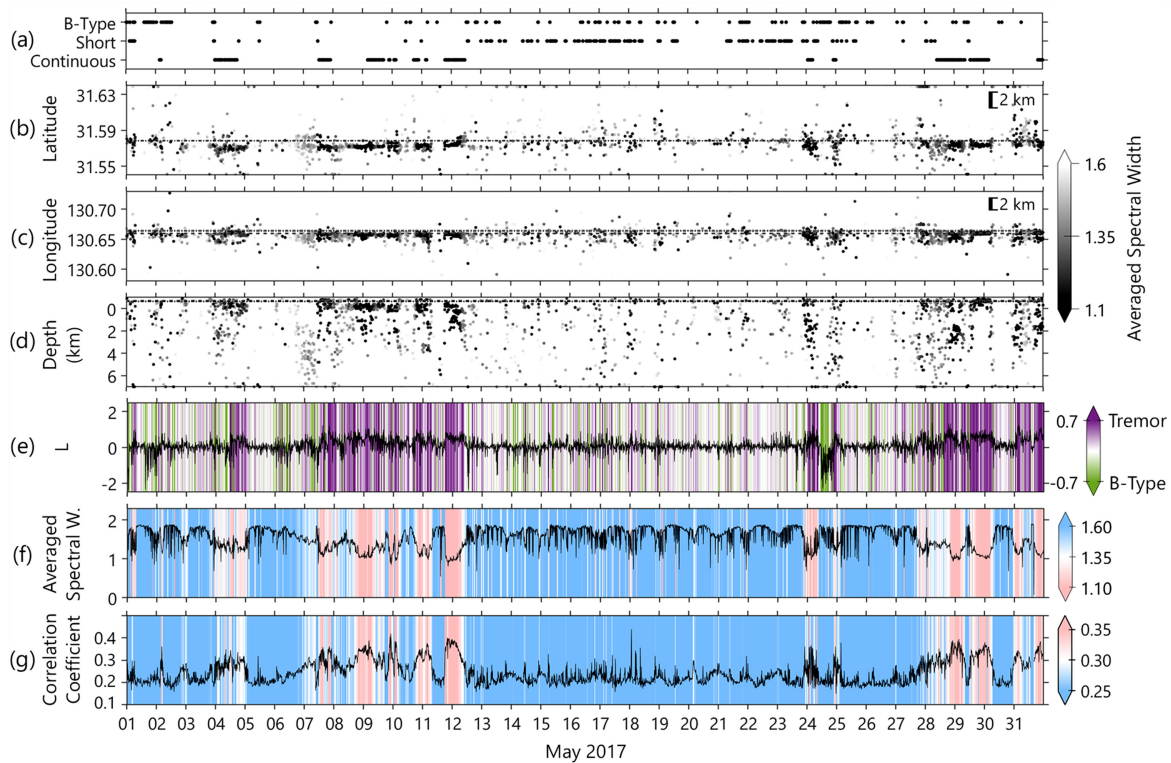 (a)
B-Type
Short
Continuous
(b)
Latitude
31.63
31.59
31.55
2 km
(c)
Longitude
130.70
130.65
130.60
2 km
1.6
1.35
1.1
Averaged Spectral Width
(d)
Depth
(km)
0
2
4
6
(e)
L
2
0
-2
0.7
-0.7
Tremor
B-Type
(f)
Averaged
Spectral W.
2
1
0
1.60
1.35
1.10
(g)
Correlation
Coefficient
0.4
0.3
0.2
0.1
0.35
0.30
0.25
01 02 03 04 05 06 07 08 09 10 11 12 13 14 15 16 17 18 19 20 21 22 23 24 25 26 27 28 29 30 31
May 2017